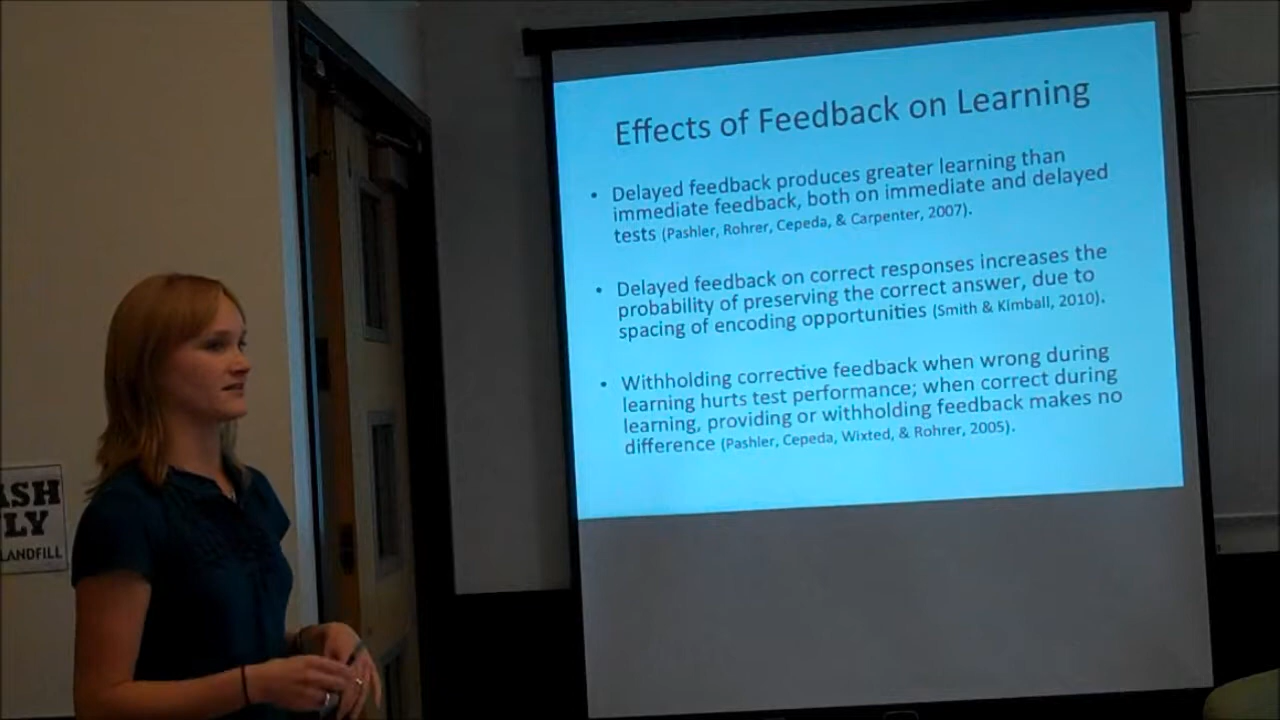 Effects of Feedback on Learning
• Delayed feedback produces greater learning than
immediate feedback, both on immediate and delayed
tests (Pashler, Rohrer, Cepeda, & Carpenter, 2007).
• Delayed feedback on correct responses increases the
probability of preserving the correct answer, due to
spacing of encoding opportunities (Smith & Kimball, 2010).
• Withholding corrective feedback when wrong during
learning hurts test performance; when correct during
learning, providing or withholding feedback makes no
difference (Pashler, Cepeda, Wixted, & Rohrer, 2005).
ASH
LY
LANDFILL